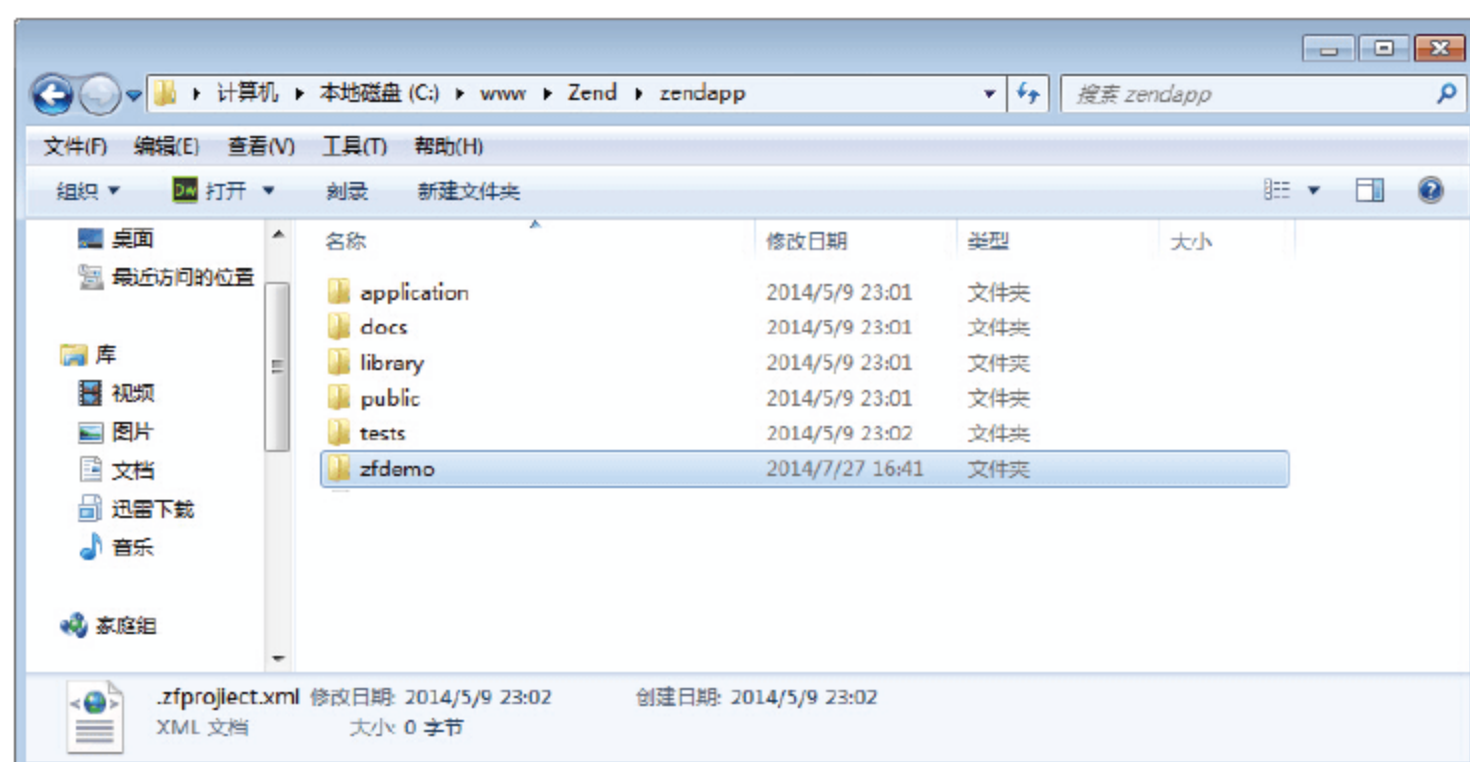 计算机 本地磁盘 (C:) www Zend zendapp 搜索 zendapp
文件(F) 编辑(E) 查看(V) 工具(T) 帮助(H)
组织 Dw 打开 刻录 新建文件夹
桌面
最近访问的位置
库
视频
图片
文档
迅雷下载
音乐
家庭组
名称 修改日期 类型 大小
application 2014/5/9 23:01 文件夹
docs 2014/5/9 23:01 文件夹
library 2014/5/9 23:01 文件夹
public 2014/5/9 23:01 文件夹
tests 2014/5/9 23:02 文件夹
zfdemo 2014/7/27 16:41 文件夹
.zfprojiect.xml 修改日期: 2014/5/9 23:02 创建日期: 2014/5/9 23:02
XML 文档 大小: 0 字节